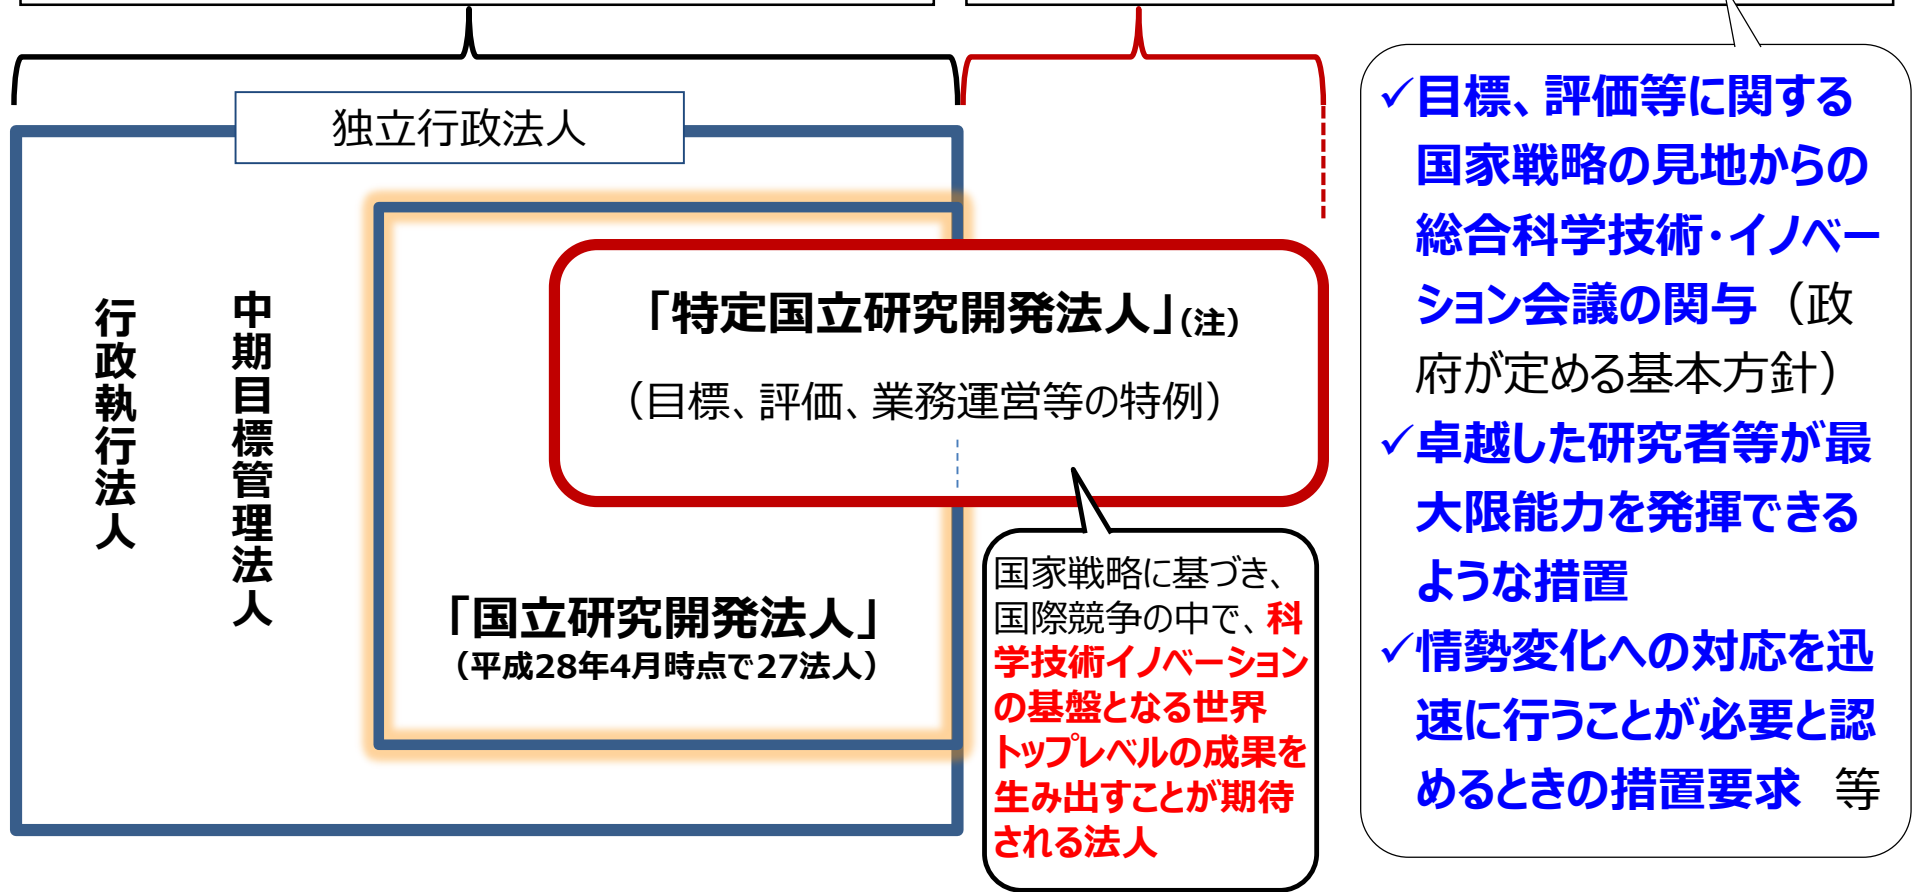 独立行政法人
行政執行法人
中期目標管理法人
「特定国立研究開発法人」(注)
（目標、評価、業務運営等の特例）
「国立研究開発法人」
（平成28年4月時点で27法人）
国家戦略に基づき、
国際競争の中で、科
学技術イノベーション
の基盤となる世界
トップレベルの成果を
生み出すことが期待
される法人
✓目標、評価等に関する
国家戦略の見地からの
総合科学技術・イノベー
ション会議の関与（政
府が定める基本方針）
✓卓越した研究者等が最
大限能力を発揮できる
ような措置
✓情勢変化への対応を迅
速に行うことが必要と認
めるときの措置要求　等